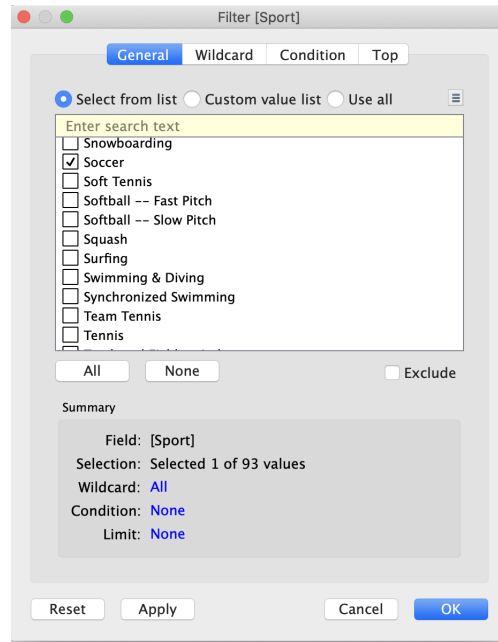 Filter [Sport]
General Wildcard Condition Top
Select from list Custom value list Use all
Enter search text
Snowboarding
Soccer
Soft Tennis
Softball -- Fast Pitch
Softball -- Slow Pitch
Squash
Surfing
Swimming & Diving
Synchronized Swimming
Team Tennis
Tennis
All None Exclude
Summary
Field: [Sport]
Selection: Selected 1 of 93 values
Wildcard: All
Condition: None
Limit: None
Reset Apply Cancel OK